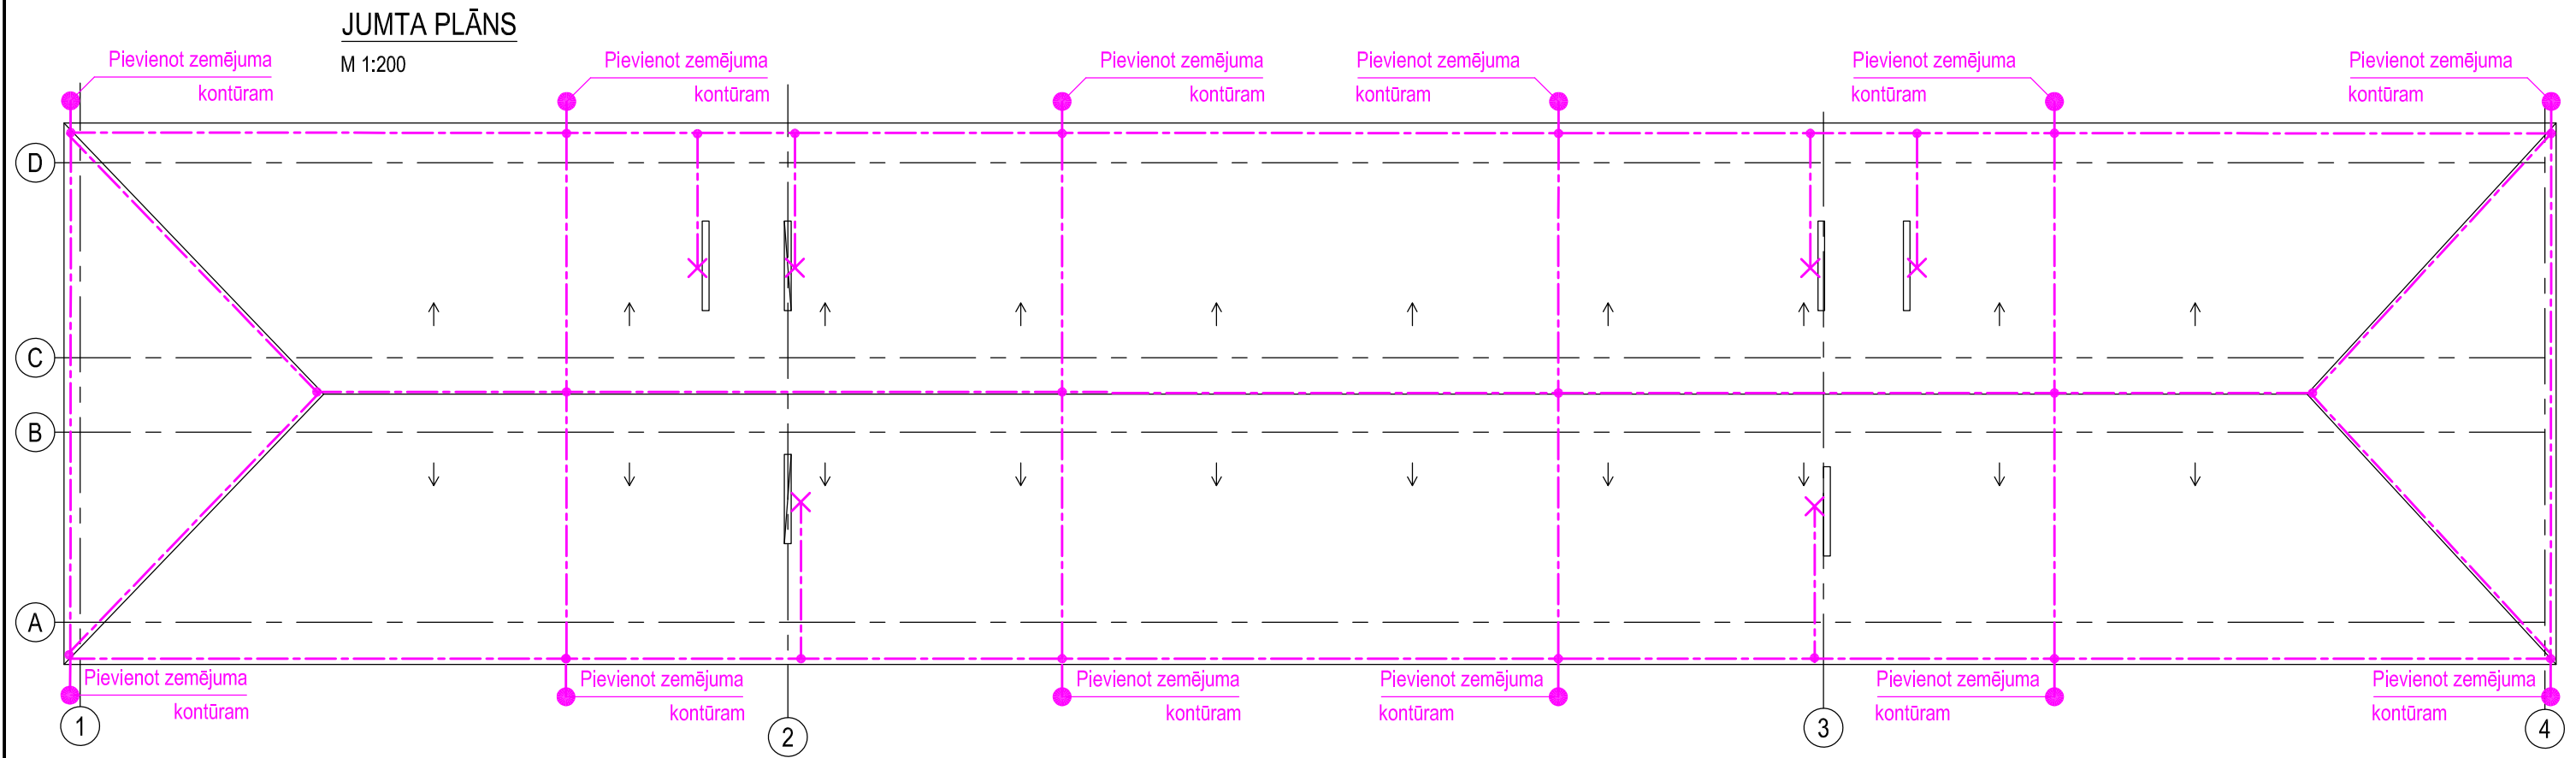 JUMTA PLĀNS
M 1:200
Pievienot zemējuma
kontūram
Pievienot zemējuma
kontūram
Pievienot zemējuma
kontūram
Pievienot zemējuma
kontūram
Pievienot zemējuma
kontūram
Pievienot zemējuma
kontūram
D
C
B
A
Pievienot zemējuma
kontūram
Pievienot zemējuma
kontūram
Pievienot zemējuma
kontūram
Pievienot zemējuma
kontūram
Pievienot zemējuma
kontūram
Pievienot zemējuma
kontūram
1
2
3
4